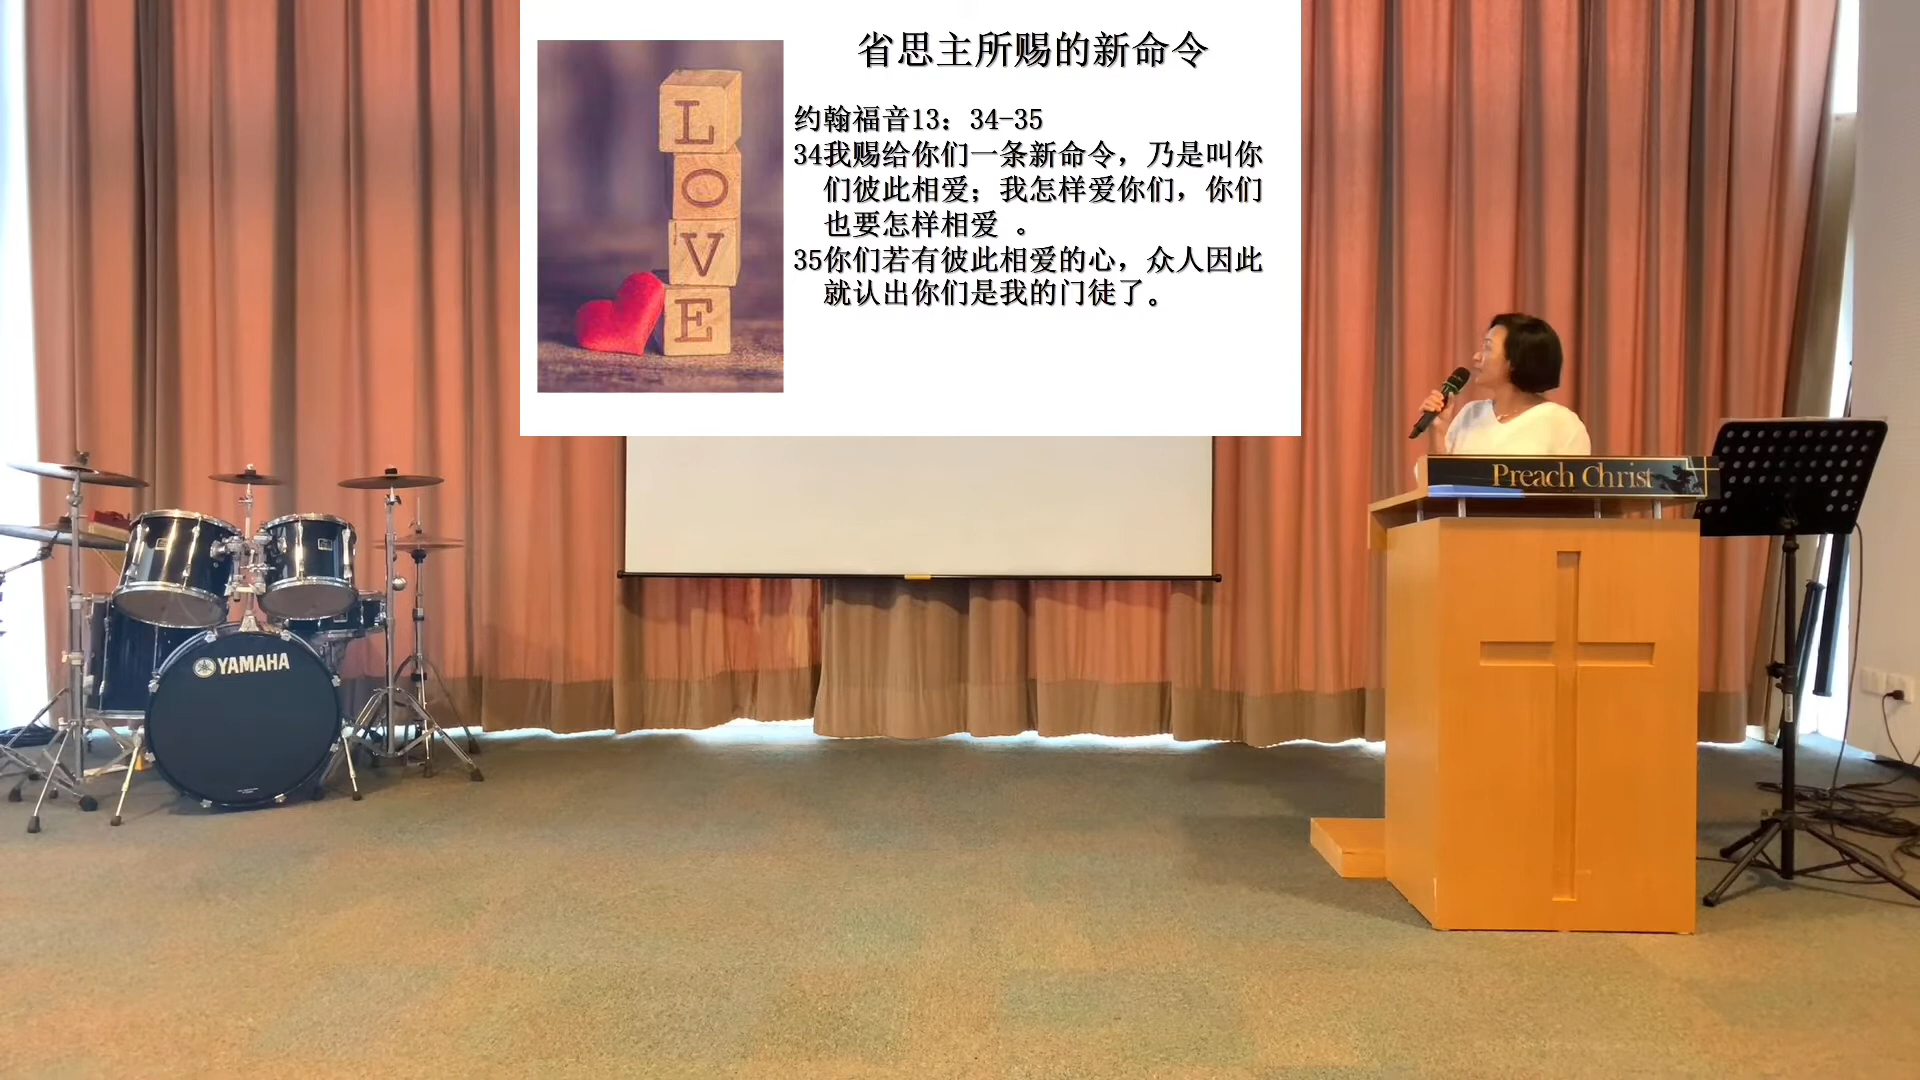 省思主所赐的新命令
约翰福音13：34-35
34我赐给你们一条新命令，乃是叫你
们彼此相爱；我怎样爱你们，你们
也要怎样相爱 。
35你们若有彼此相爱的心，众人因此
就认出你们是我的门徒了。
L
O
V
E
Preach Christ
YAMAHA